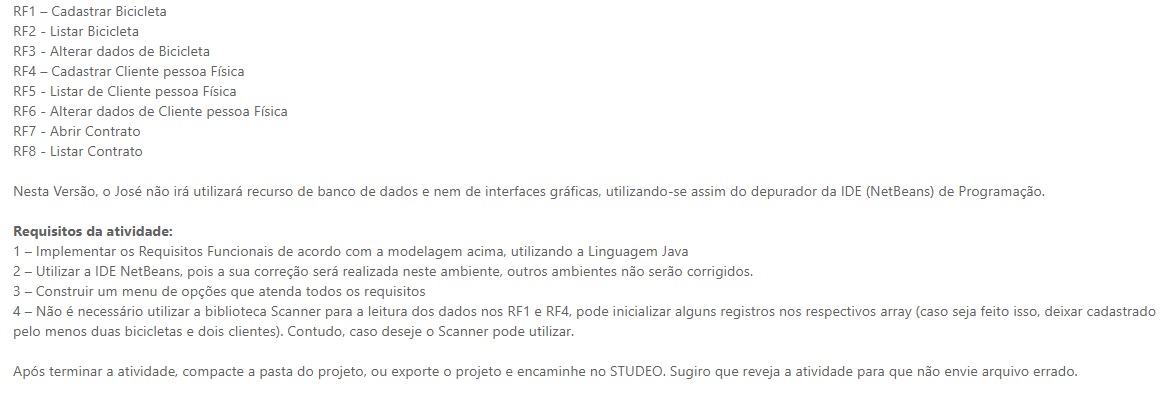 RF1 – Cadastrar Bicicleta
RF2 - Listar Bicicleta
RF3 - Alterar dados de Bicicleta
RF4 – Cadastrar Cliente pessoa Física
RF5 - Listar de Cliente pessoa Física
RF6 - Alterar dados de Cliente pessoa Física
RF7 - Abrir Contrato
RF8 - Listar Contrato
Nesta Versão, o José não irá utilizará recurso de banco de dados e nem de interfaces gráficas, utilizando-se assim do depurador da IDE (NetBeans) de Programação.
Requisitos da atividade:
1 – Implementar os Requisitos Funcionais de acordo com a modelagem acima, utilizando a Linguagem Java
2 – Utilizar a IDE NetBeans, pois a sua correção será realizada neste ambiente, outros ambientes não serão corrigidos.
3 – Construir um menu de opções que atenda todos os requisitos
4 – Não é necessário utilizar a biblioteca Scanner para a leitura dos dados nos RF1 e RF4, pode inicializar alguns registros nos respectivos array (caso seja feito isso, deixar cadastrado
pelo menos duas bicicletas e dois clientes). Contudo, caso deseje o Scanner pode utilizar.
Após terminar a atividade, compacte a pasta do projeto, ou exporte o projeto e encaminhe no STUDEO. Sugiro que reveja a atividade para que não envie arquivo errado.